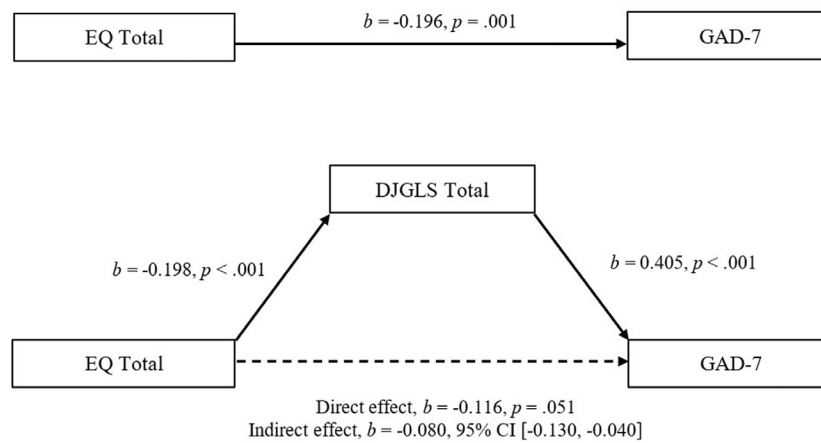 EQ Total
b = -0.196, p = .001
GAD-7
DJGLS Total
b = -0.198, p < .001
b = 0.405, p < .001
EQ Total
GAD-7
Direct effect, b = -0.116, p = .051
Indirect effect, b = -0.080, 95% CI [-0.130, -0.040]